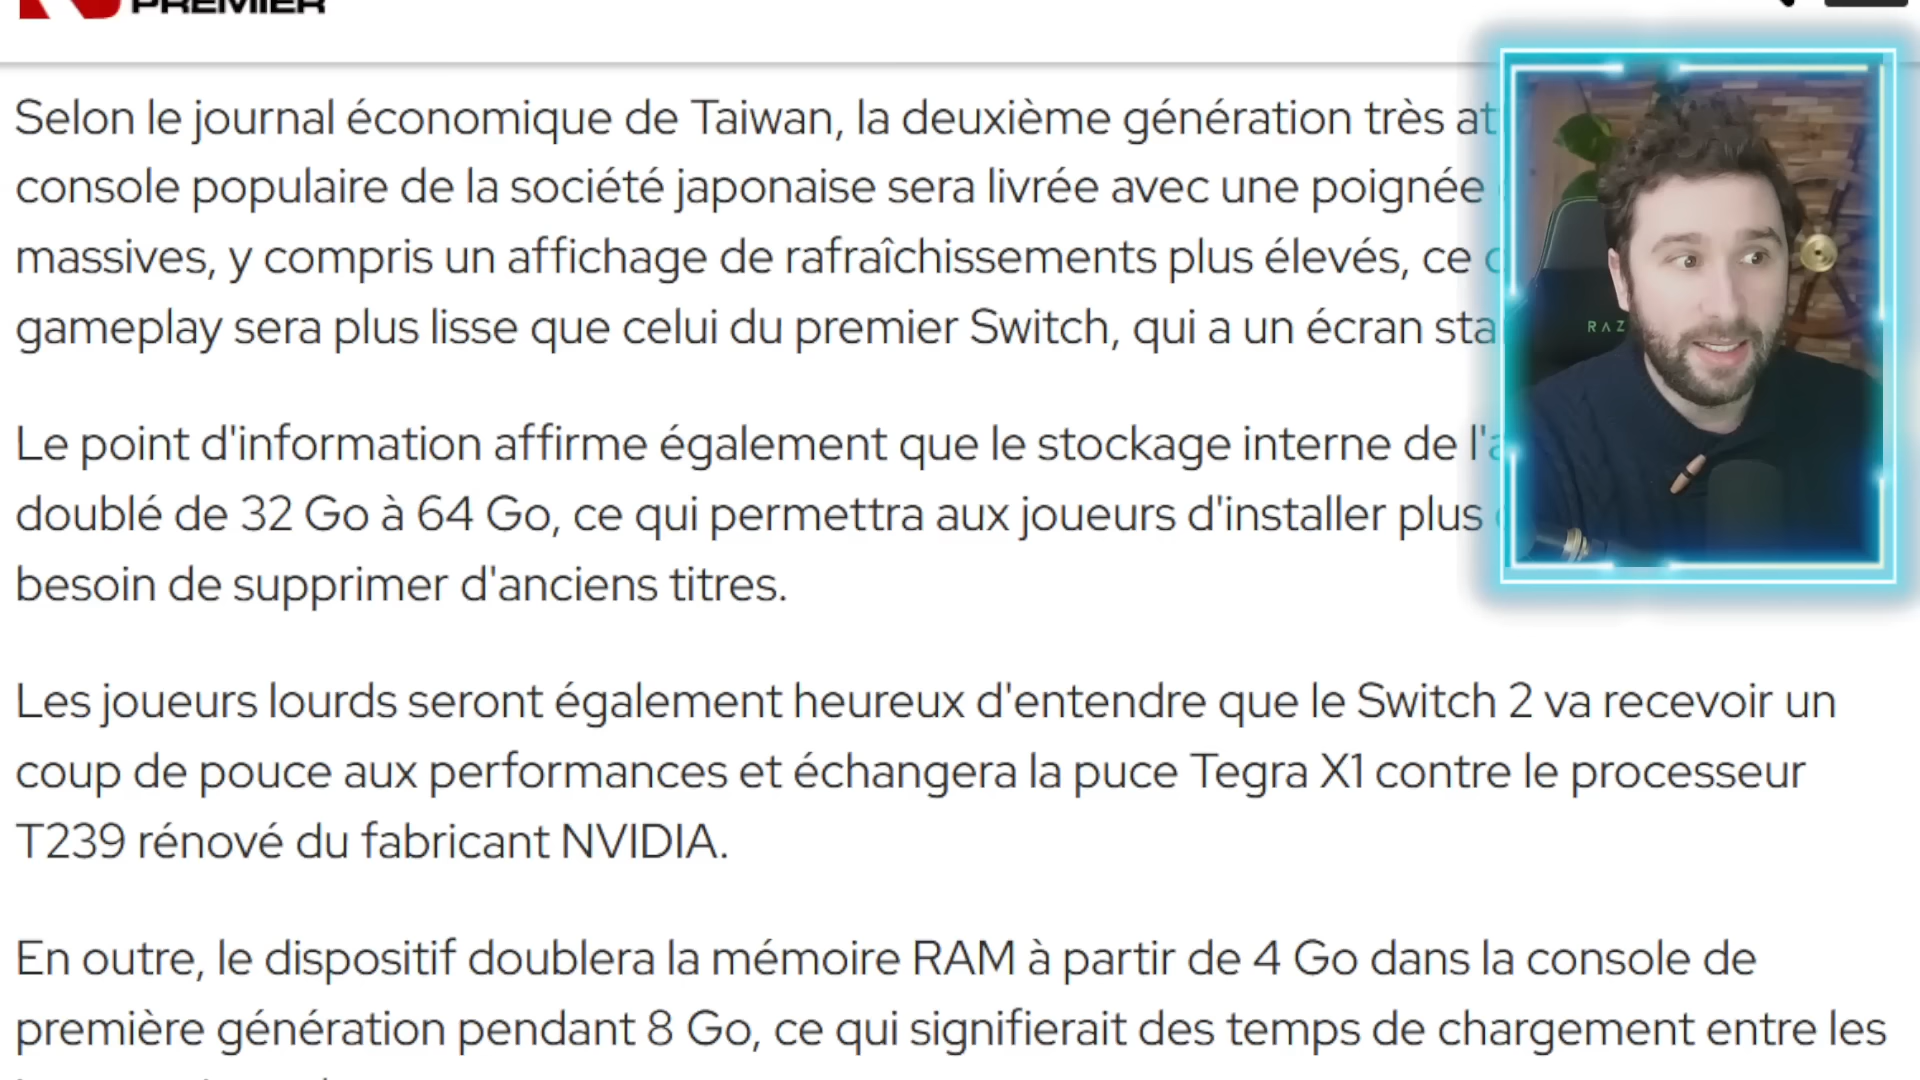 PREMIER
Selon le journal économique de Taiwan, la deuxième génération très
console populaire de la société japonaise sera livrée avec une poignée
massives, y compris un affichage de rafraîchissements plus élevés, ce
gameplay sera plus lisse que celui du premier Switch, qui a un écran
RAZ
Le point d'information affirme également que le stockage interne de
doublé de 32 Go à 64 Go, ce qui permettra aux joueurs d'installer plus
besoin de supprimer d'anciens titres.
Les joueurs lourds seront également heureux d'entendre que le Switch 2 va recevoir un
coup de pouce aux performances et échangera la puce Tegra X1 contre le processeur
T239 rénové du fabricant NVIDIA.
En outre, le dispositif doublera la mémoire RAM à partir de 4 Go dans la console de
première génération pendant 8 Go, ce qui signifierait des temps de chargement entre les